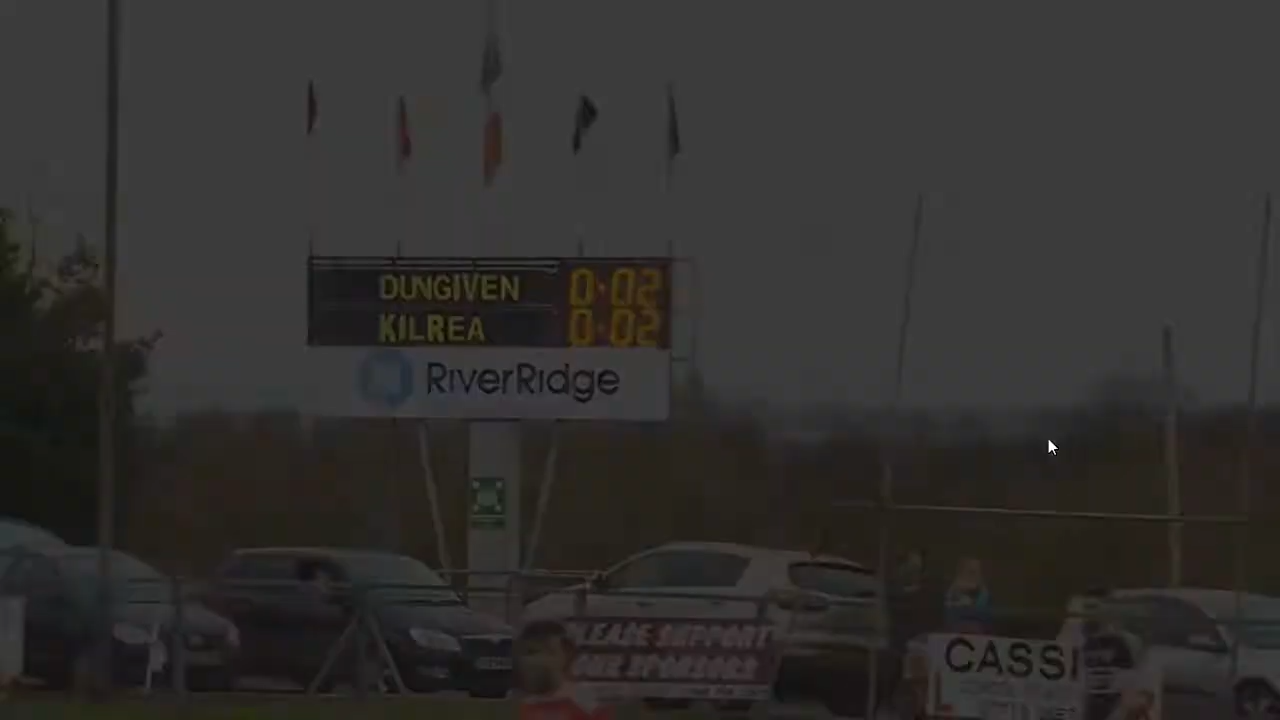 DUNGIVEN 0·02
KILREA 0·02
RiverRidge
PLEASE SUPPORT
OUR SPONSORS
CASSI